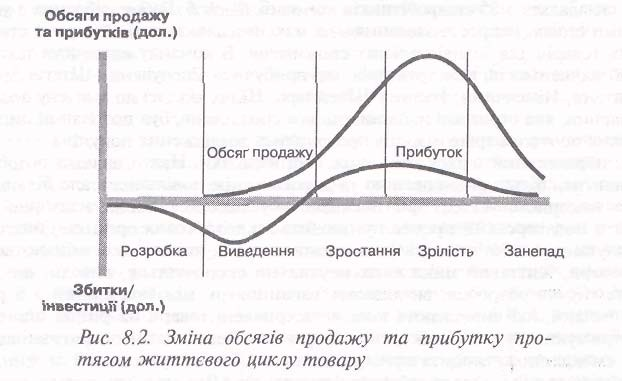 Обсяги продажу
та прибутків (дол.)
Обсяг продажу
Прибуток
Розробка
Виведення
Зростання
Зрілість
Занепад
Збитки/
інвестиції (дол.)
Рис. 8.2. Зміна обсягів продажу та прибутку про-
тягом життєвого циклу товару